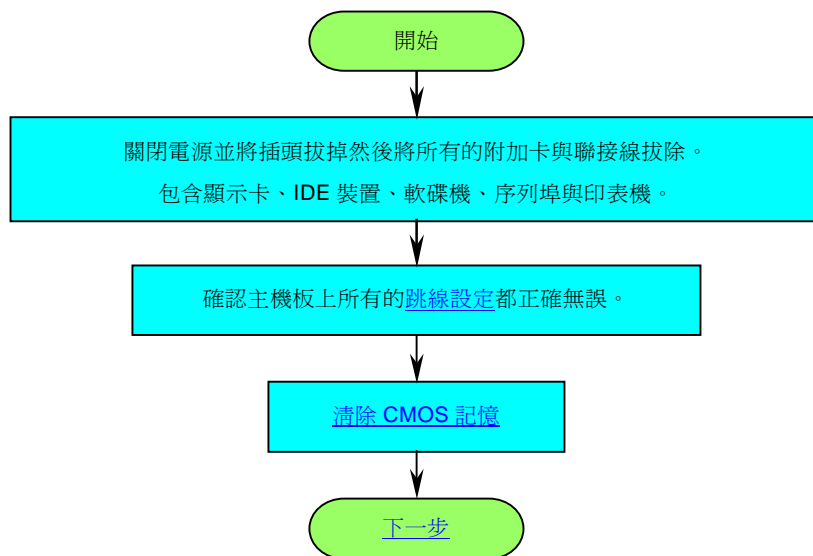 開始
關閉電源並將插頭拔掉然後將所有的附加卡與聯接線拔除。
包含顯示卡、IDE 裝置、軟碟機、序列埠與印表機。
確認主機板上所有的跳線設定都正確無誤。
清除 CMOS 記憶
下一步